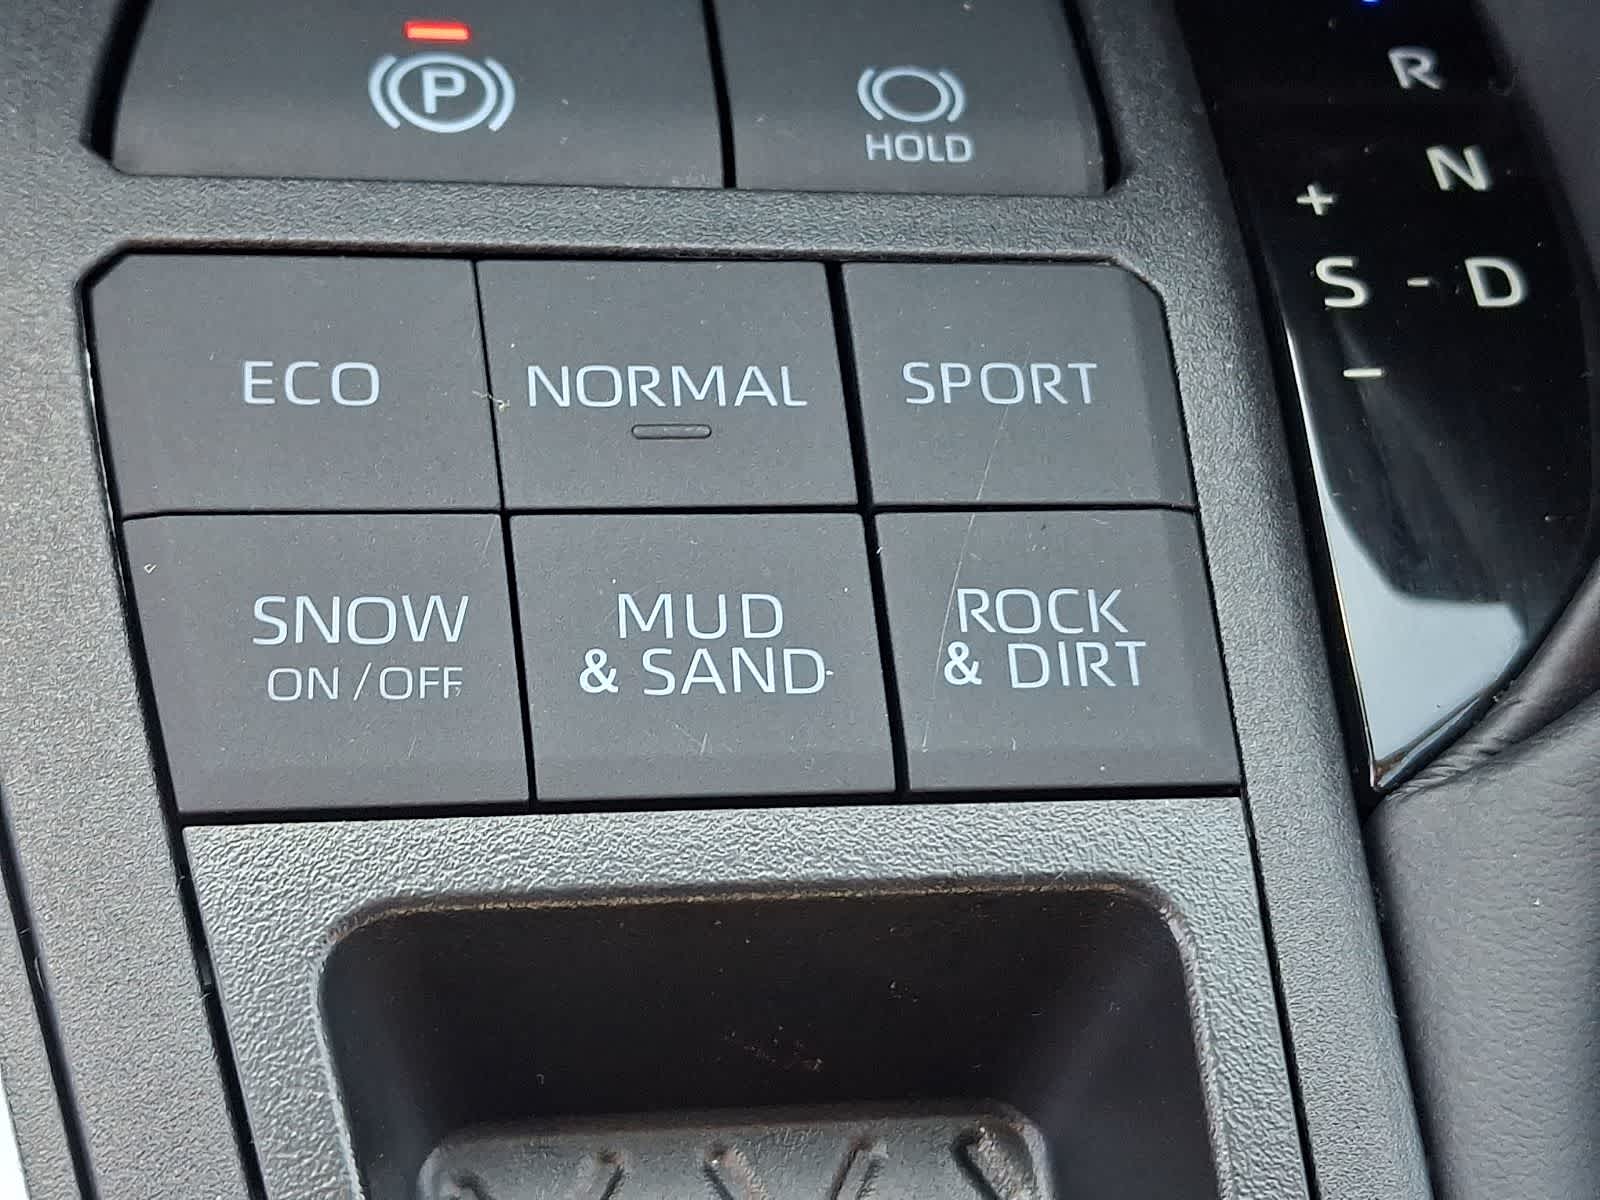 P
HOLD
R
N
+
S - D
-
ECO
NORMAL
SPORT
SNOW
ON / OFF
MUD
& SAND
ROCK
& DIRT